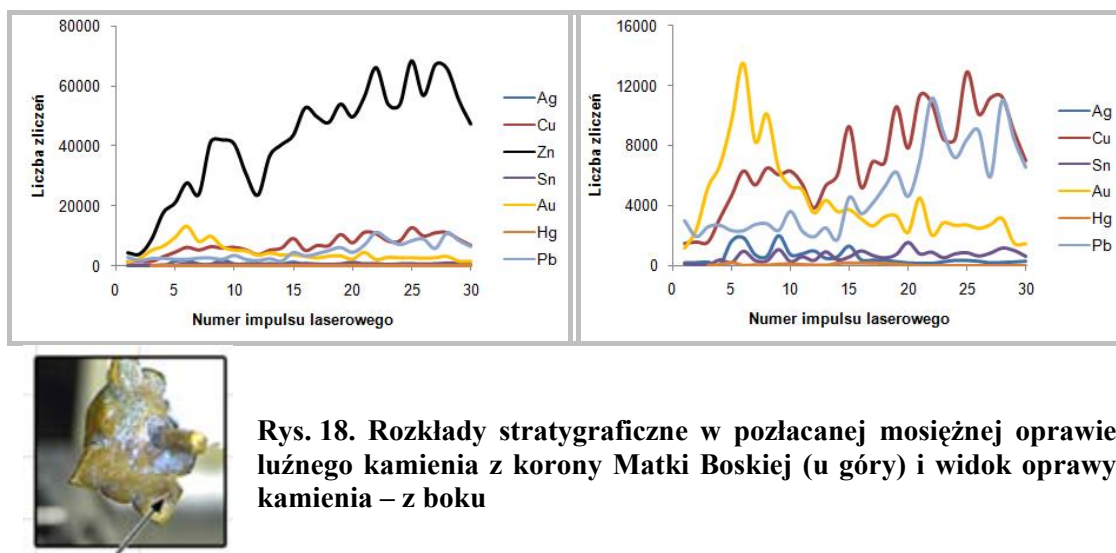 80000
60000
40000
20000
0
Liczba zliczeń
0 5 10 15 20 25 30
Numer impulsu laserowego
Ag
Cu
Zn
Sn
Au
Hg
Pb
16000
12000
8000
4000
0
Liczba zliczeń
0 5 10 15 20 25 30
Numer impulsu laserowego
Ag
Cu
Sn
Au
Hg
Pb
Rys. 18. Rozkłady stratygraficzne w pozłacanej mosiężnej oprawie
luźnego kamienia z korony Matki Boskiej (u góry) i widok oprawy
kamienia – z boku